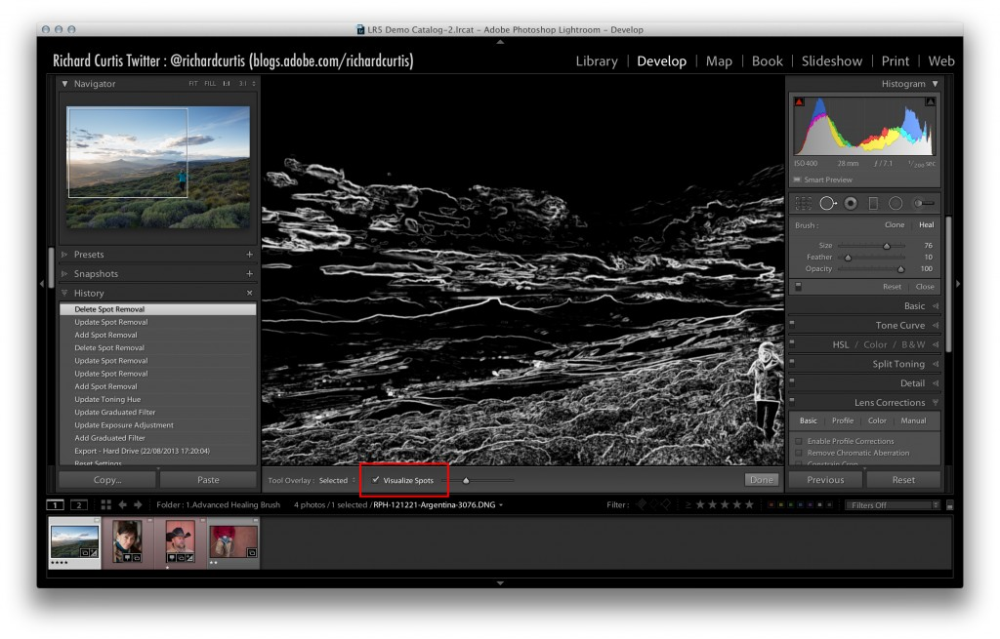 LR5 Demo Catalog-2.lrcat - Adobe Photoshop Lightroom - Develop
Richard Curtis Twitter : @richardcurtis (blogs.adobe.com/richardcurtis)
Library | Develop | Map | Book | Slideshow | Print | Web
Navigator FIT FILL 1:1 3:1
Presets
Snapshots
History
Delete Spot Removal
Update Spot Removal
Add Spot Removal
Delete Spot Removal
Update Spot Removal
Update Spot Removal
Add Spot Removal
Update Toning Hue
Update Graduated Filter
Update Exposure Adjustment
Add Graduated Filter
Export - Hard Drive (22/08/2013 17:20:04)
Reset Settings
Copy... Paste
Tool Overlay : Selected Visualize Spots Done
Histogram
ISO 400 28 mm ƒ / 7.1 1/200 sec
Smart Preview
Brush : Clone Heal
Size 76
Feather 10
Opacity 100
Reset Close
Basic
Tone Curve
HSL / Color / B & W
Split Toning
Detail
Lens Corrections
Basic Profile Color Manual
Enable Profile Corrections
Remove Chromatic Aberration
Constrain Crop
Previous Reset
1 2 Folder : 1.Advanced Healing Brush 4 photos / 1 selected / RPH-121221-Argentina-3076.DNG Filter : Filters Off